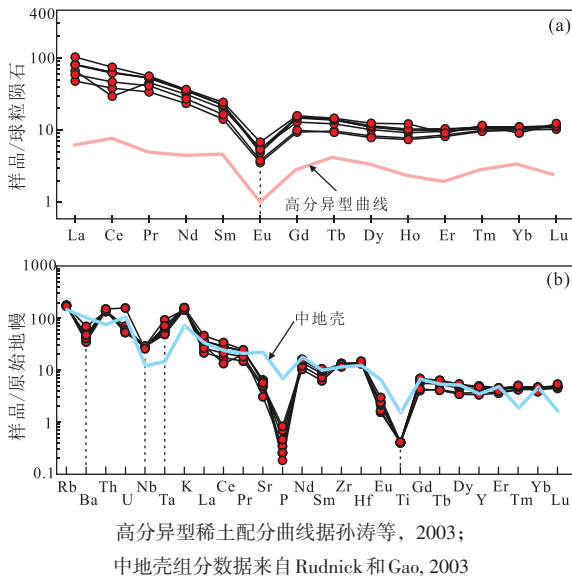 400
(a)
100
10
1
样品/球粒陨石
高分异型曲线
La Ce Pr Nd Sm Eu Gd Tb Dy Ho Er Tm Yb Lu
1000
(b)
100
10
1
0.1
样品/原始地幔
中地壳
Rb Ba Th U Nb Ta K La Ce Pr Sr P Nd Sm Zr Hf Eu Ti Gd Tb Dy Y Er Tm Yb Lu
高分异型稀土配分曲线据孙涛等，2003；
中地壳组分数据来自Rudnick和Gao, 2003